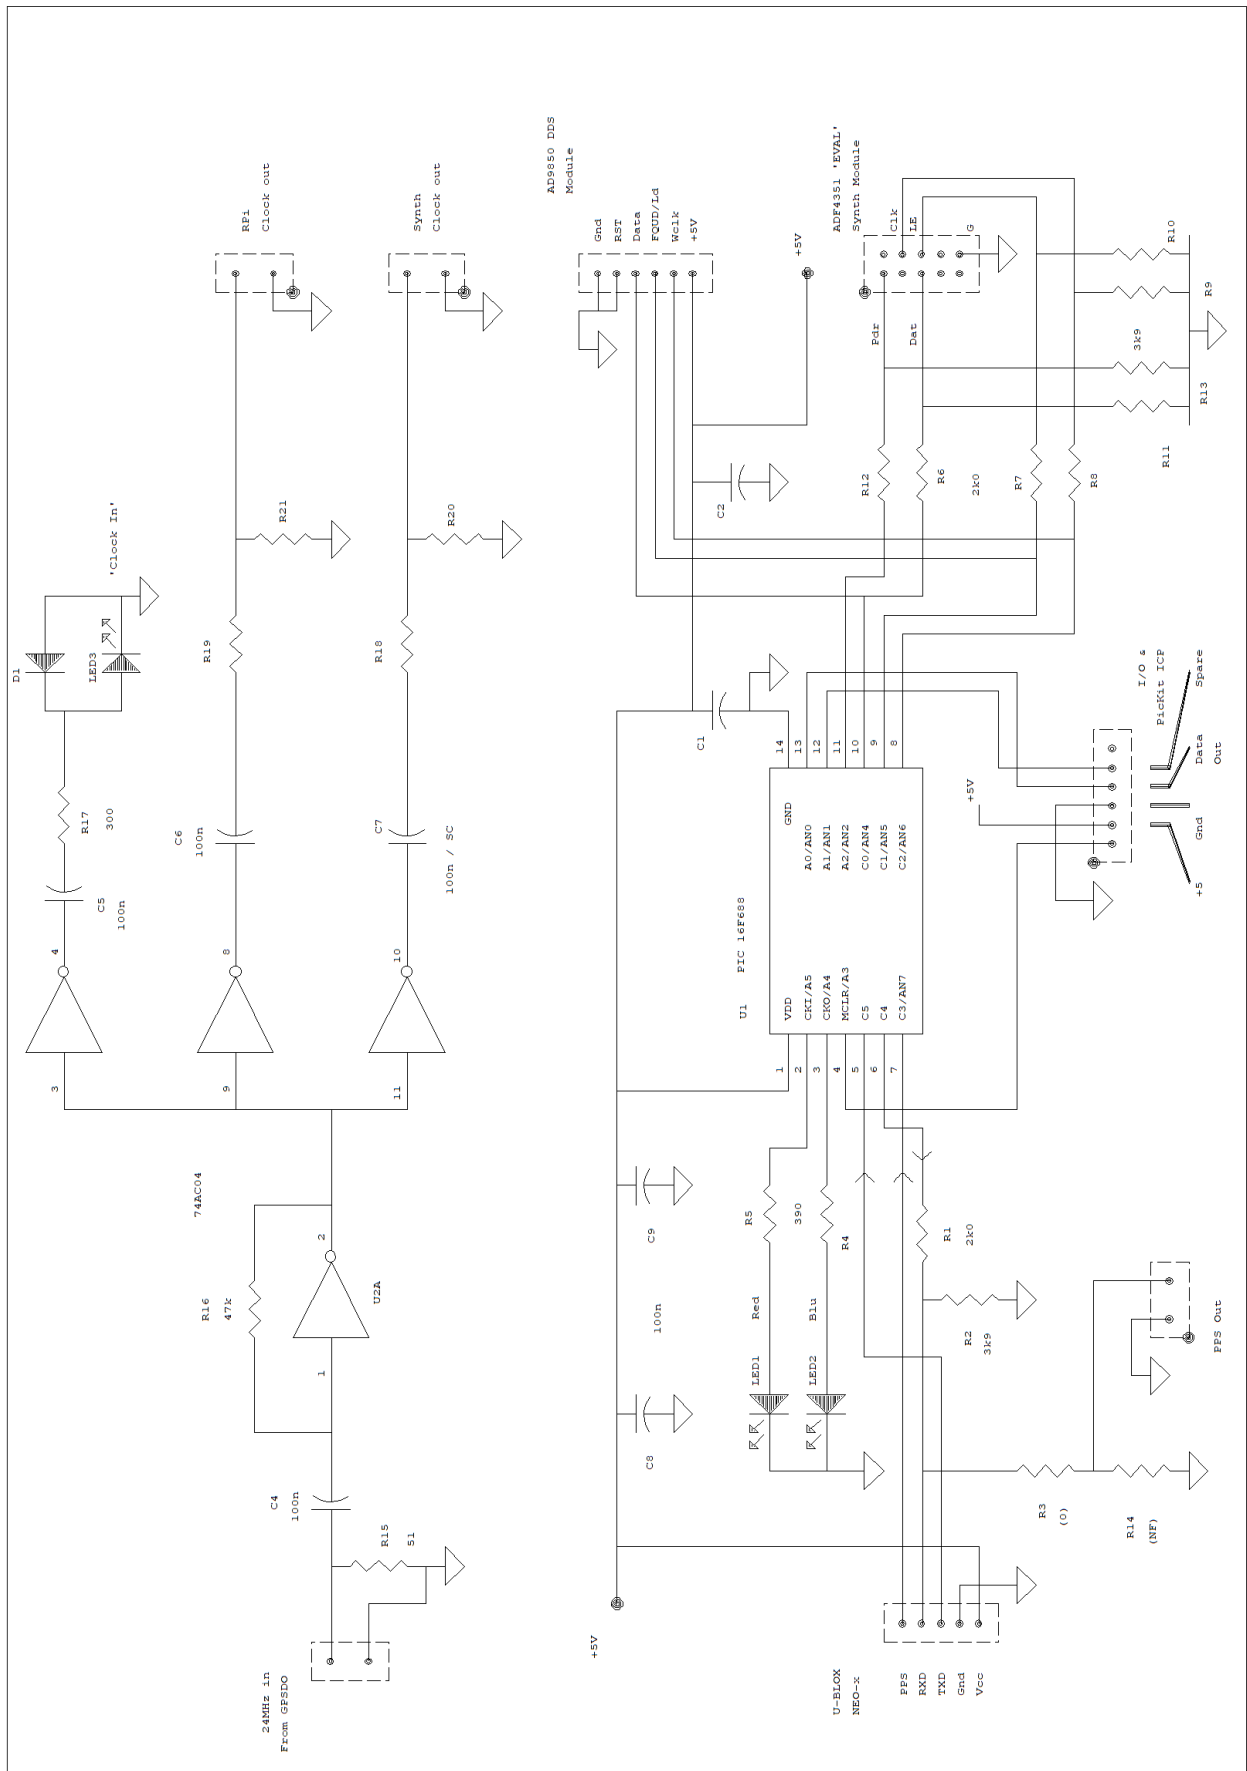 D1
LED3
'Clock In'
R17
300
C5
100n
4
3
RPi
Clock out
R21
R19
C6
100n
8
9
Synth
Clock out
R20
R18
C7
100n / SC
10
11
74AC04
R16
47k
2
U2A
1
C4
100n
R15
51
24MHz in
From GPSDO
AD9850 DDS
Module
Gnd
RST
Data
FQUD/Ld
Wclk
+5V
+5V
C2
C1
ADF4351 'EVAL'
Synth Module
Clk
LE
G
Pdr
Dat
R12
R6
2k0
R7
R8
R10
R9
3k9
R13
R11
U1
PIC 16F688
VDD
CKI/A5
CKO/A4
MCLR/A3
C5
C4
C3/AN7
GND
A0/AN0
A1/AN1
A2/AN2
C0/AN4
C1/AN5
C2/AN6
1
2
3
4
5
6
7
14
13
12
11
10
9
8
I/O &
PicKit ICP
+5V
+5
Gnd
Data
Out
Spare
C9
100n
C8
R5
390
R4
Red
Blu
LED1
LED2
R1
2k0
R2
3k9
R3
(0)
R14
(NF)
PPS Out
+5V
U-BLOX
NEO-x
PPS
RXD
TXD
Gnd
Vcc